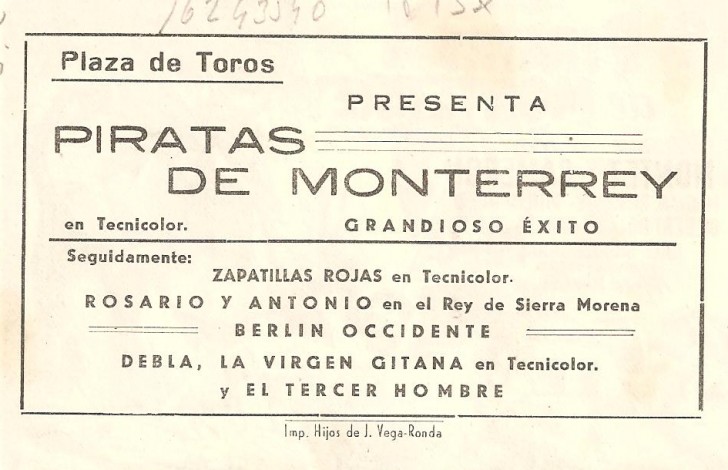 Plaza de Toros
PRESENTA
PIRATAS
DE MONTERREY
en Tecnicolor. GRANDIOSO ÉXITO
Seguidamente:
ZAPATILLAS ROJAS en Tecnicolor.
ROSARIO Y ANTONIO en el Rey de Sierra Morena
BERLIN OCCIDENTE
DEBLA, LA VIRGEN GITANA en Tecnicolor.
y EL TERCER HOMBRE
Imp. Hijos de J. Vega-Ronda